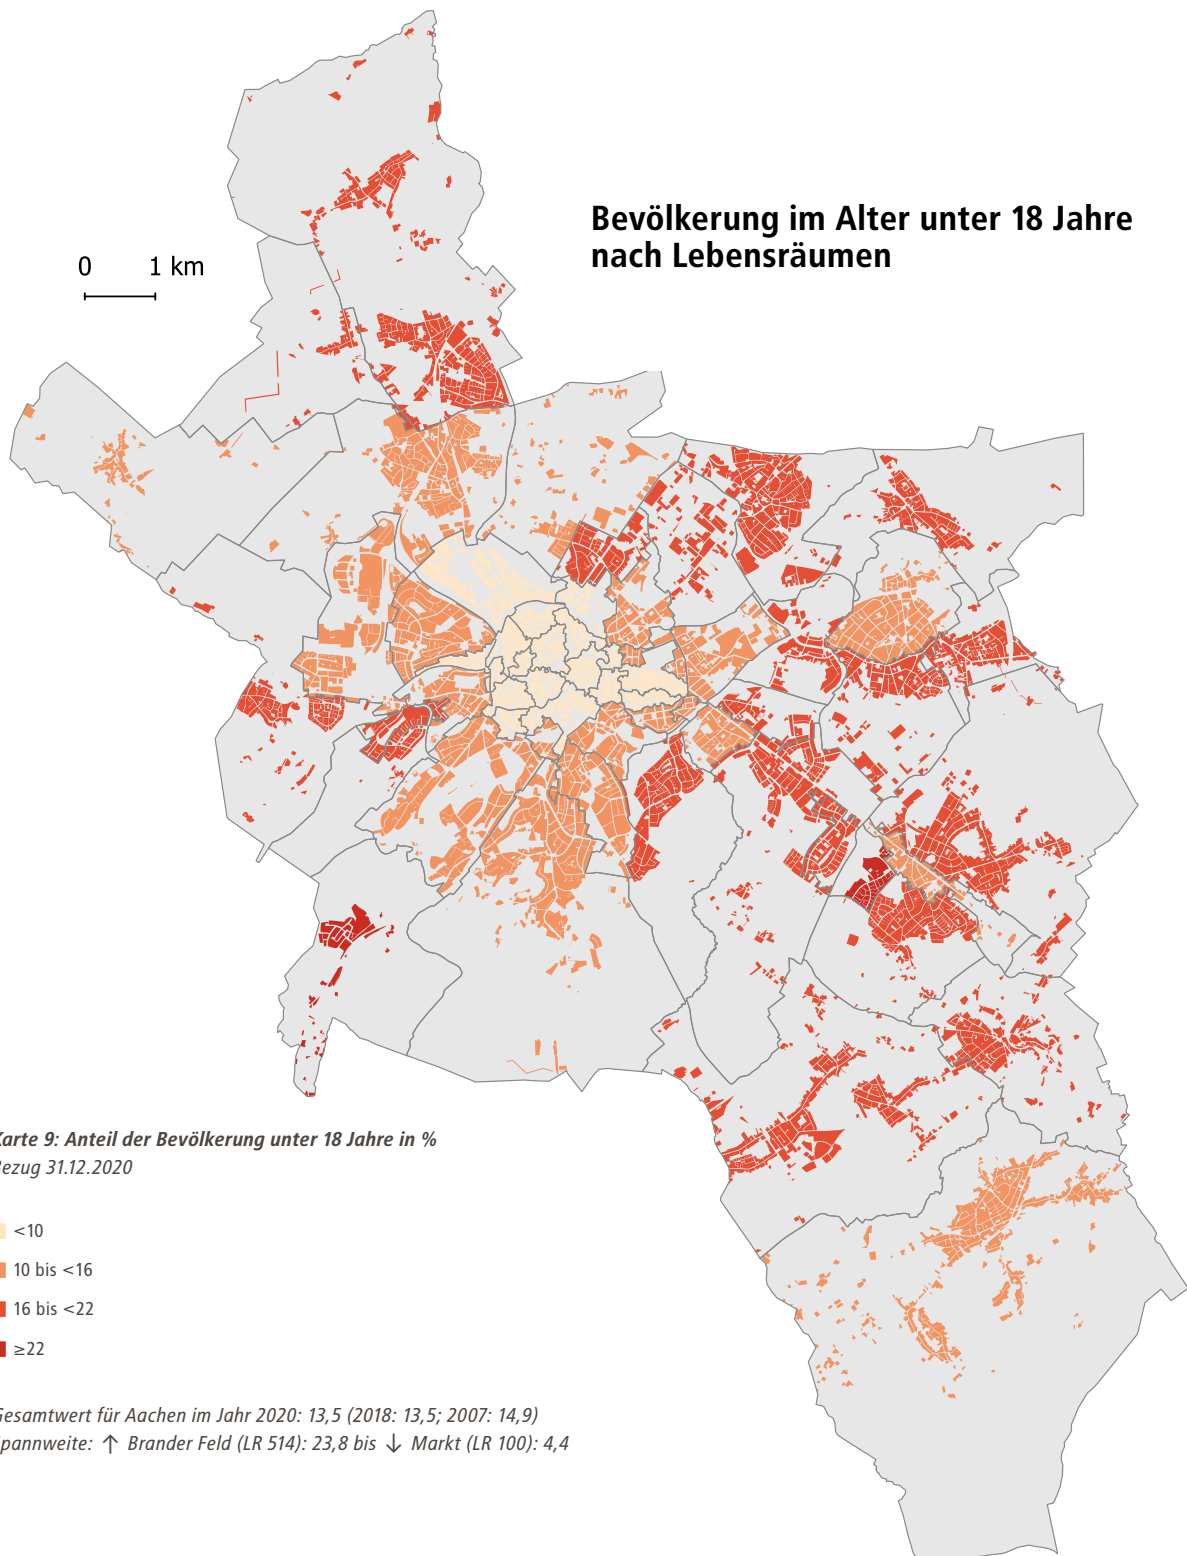 Bevölkerung im Alter unter 18 Jahre
nach Lebensräumen
0 1 km
Karte 9: Anteil der Bevölkerung unter 18 Jahre in %
Bezug 31.12.2020
<10
10 bis <16
16 bis <22
≥22
Gesamtwert für Aachen im Jahr 2020: 13,5 (2018: 13,5; 2007: 14,9)
Spannweite: ↑ Brander Feld (LR 514): 23,8 bis ↓ Markt (LR 100): 4,4